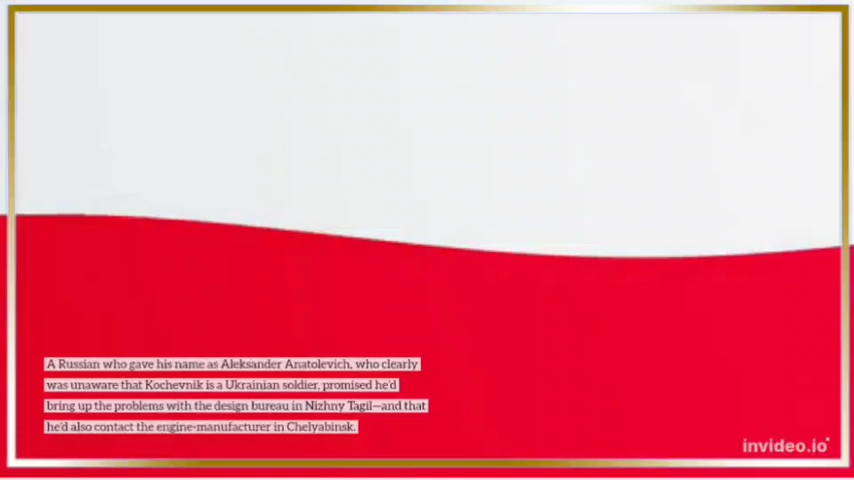 A Russian who gave his name as Aleksander Anatolevich, who clearly
was unaware that Kochevnik is a Ukrainian soldier, promised he'd
bring up the problems with the design bureau in Nizhny Tagil—and that
he'd also contact the engine-manufacturer in Chelyabinsk.
invideo.io